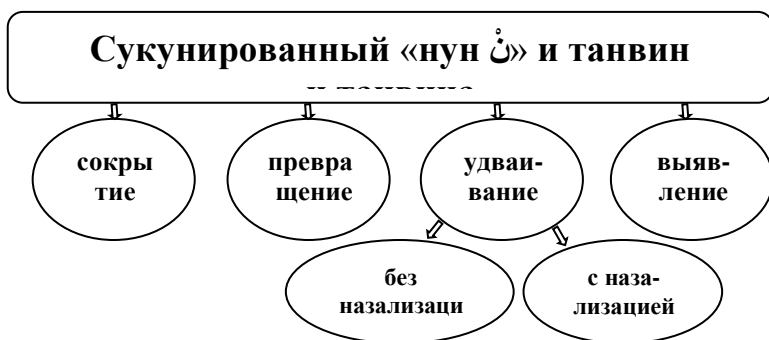 Сукунированный «нун نْ» и танвин
сокры
тие
превра
щение
удваи-
вание
выяв-
ление
без
назализаци
с наза-
лизацией